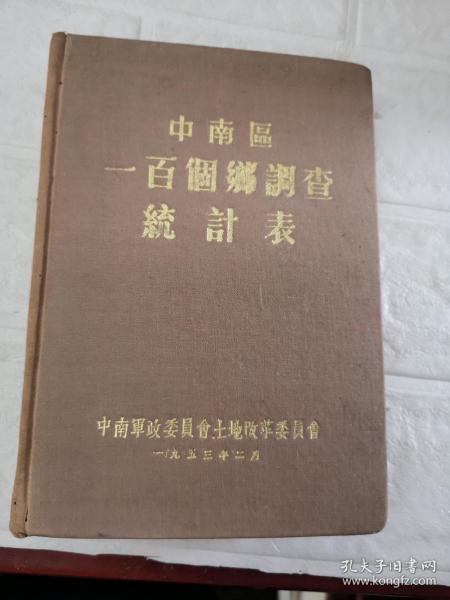 中南區
一百個鄉調查
統計表
中南軍政委員會土地改革委員會
一九五三年二月
孔夫子旧书网
www.kongfz.com